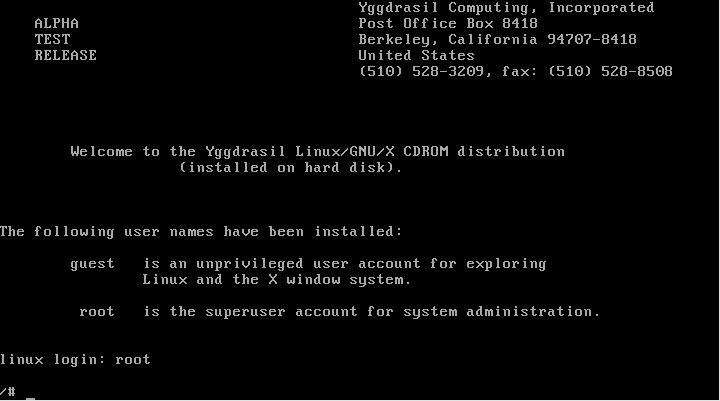 Yggdrasil Computing, Incorporated
ALPHA Post Office Box 8418
TEST Berkeley, California 94707-8418
RELEASE United States
(510) 528-3209, fax: (510) 528-8508
Welcome to the Yggdrasil Linux/GNU/X CDROM distribution
(installed on hard disk).
The following user names have been installed:
guest is an unprivileged user account for exploring
Linux and the X window system.
root is the superuser account for system administration.
linux login: root
/# _